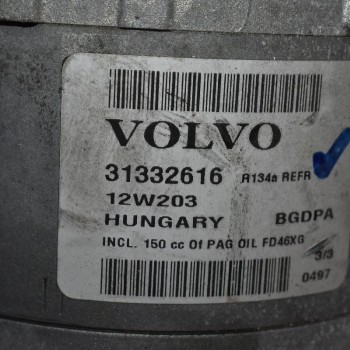 VOLVO
31332616 R134a REFR
12W203
HUNGARY BGDPA
INCL. 150 cc Of PAG OIL FD46XG
3/3
0497